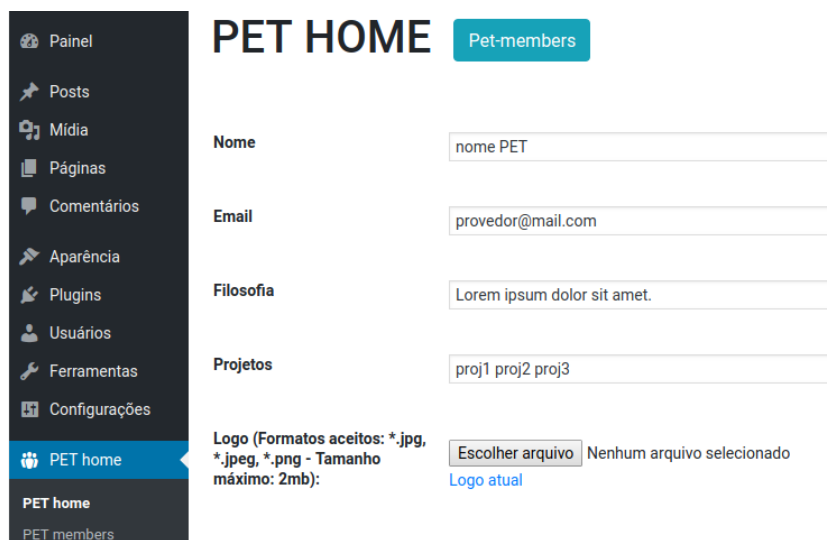 Painel
Posts
Mídia
Páginas
Comentários
Aparência
Plugins
Usuários
Ferramentas
Configurações
PET home
PET home
PET members
PET HOME Pet-members
Nome
nome PET
Email
provedor@mail.com
Filosofia
Lorem ipsum dolor sit amet.
Projetos
proj1 proj2 proj3
Logo (Formatos aceitos: *.jpg,
*.jpeg, *.png - Tamanho
máximo: 2mb):
Escolher arquivo Nenhum arquivo selecionado
Logo atual